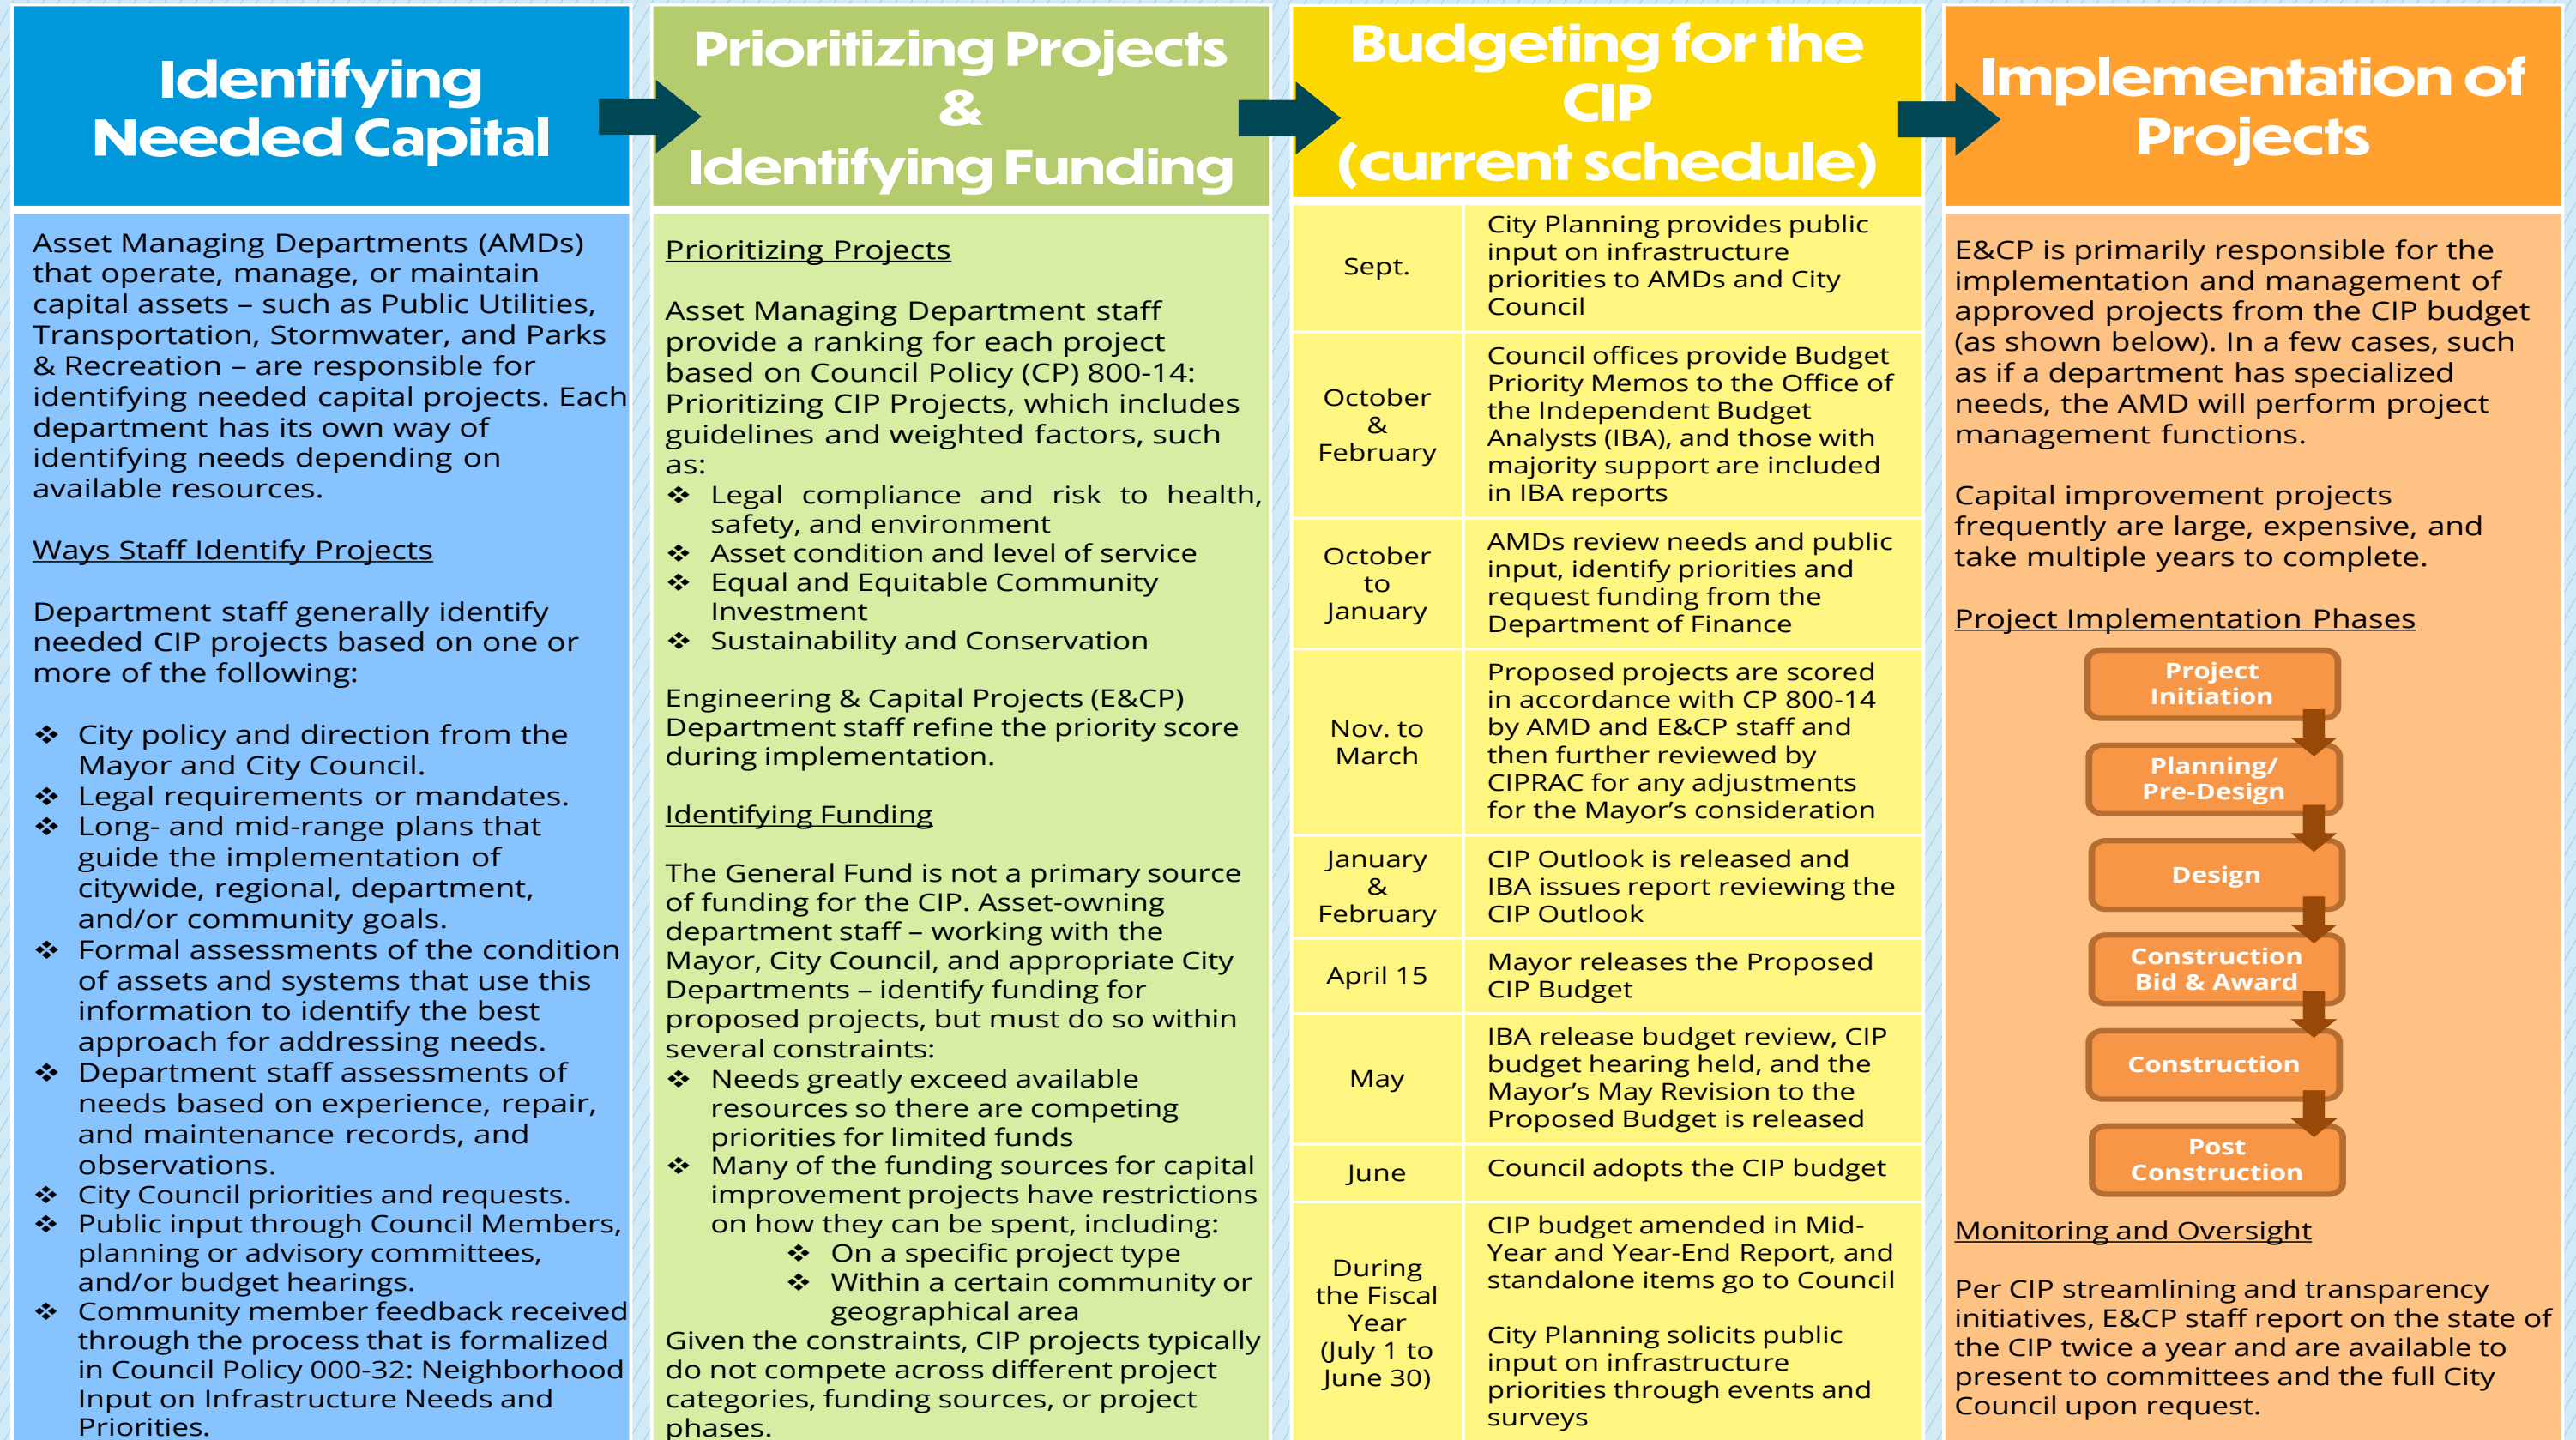 Identifying
Needed Capital
Asset Managing Departments (AMDs)
that operate, manage, or maintain
capital assets – such as Public Utilities,
Transportation, Stormwater, and Parks
& Recreation – are responsible for
identifying needed capital projects. Each
department has its own way of
identifying needs depending on
available resources.
Ways Staff Identify Projects
Department staff generally identify
needed CIP projects based on one or
more of the following:
❖ City policy and direction from the
Mayor and City Council.
❖ Legal requirements or mandates.
❖ Long- and mid-range plans that
guide the implementation of
citywide, regional, department,
and/or community goals.
❖ Formal assessments of the condition
of assets and systems that use this
information to identify the best
approach for addressing needs.
❖ Department staff assessments of
needs based on experience, repair,
and maintenance records, and
observations.
❖ City Council priorities and requests.
❖ Public input through Council Members,
planning or advisory committees,
and/or budget hearings.
❖ Community member feedback received
through the process that is formalized
in Council Policy 000-32: Neighborhood
Input on Infrastructure Needs and
Priorities.
Prioritizing Projects
&
Identifying Funding
Prioritizing Projects
Asset Managing Department staff
provide a ranking for each project
based on Council Policy (CP) 800-14:
Prioritizing CIP Projects, which includes
guidelines and weighted factors, such
as:
❖ Legal compliance and risk to health,
safety, and environment
❖ Asset condition and level of service
❖ Equal and Equitable Community
Investment
❖ Sustainability and Conservation
Engineering & Capital Projects (E&CP)
Department staff refine the priority score
during implementation.
Identifying Funding
The General Fund is not a primary source
of funding for the CIP. Asset-owning
department staff – working with the
Mayor, City Council, and appropriate City
Departments – identify funding for
proposed projects, but must do so within
several constraints:
❖ Needs greatly exceed available
resources so there are competing
priorities for limited funds
❖ Many of the funding sources for capital
improvement projects have restrictions
on how they can be spent, including:
❖ On a specific project type
❖ Within a certain community or
geographical area
Given the constraints, CIP projects typically
do not compete across different project
categories, funding sources, or project
phases.
Budgeting for the
CIP
(current schedule)
Sept.
City Planning provides public
input on infrastructure
priorities to AMDs and City
Council
October
&
February
Council offices provide Budget
Priority Memos to the Office of
the Independent Budget
Analysts (IBA), and those with
majority support are included
in IBA reports
October
to
January
AMDs review needs and public
input, identify priorities and
request funding from the
Department of Finance
Nov. to
March
Proposed projects are scored
in accordance with CP 800-14
by AMD and E&CP staff and
then further reviewed by
CIPRAC for any adjustments
for the Mayor's consideration
January
&
February
CIP Outlook is released and
IBA issues report reviewing the
CIP Outlook
April 15
Mayor releases the Proposed
CIP Budget
May
IBA release budget review, CIP
budget hearing held, and the
Mayor's May Revision to the
Proposed Budget is released
June
Council adopts the CIP budget
During
the Fiscal
Year
(July 1 to
June 30)
CIP budget amended in Mid-
Year and Year-End Report, and
standalone items go to Council
City Planning solicits public
input on infrastructure
priorities through events and
surveys
Implementation of
Projects
E&CP is primarily responsible for the
implementation and management of
approved projects from the CIP budget
(as shown below). In a few cases, such
as if a department has specialized
needs, the AMD will perform project
management functions.
Capital improvement projects
frequently are large, expensive, and
take multiple years to complete.
Project Implementation Phases
Project
Initiation
Planning/
Pre-Design
Design
Construction
Bid & Award
Construction
Post
Construction
Monitoring and Oversight
Per CIP streamlining and transparency
initiatives, E&CP staff report on the state of
the CIP twice a year and are available to
present to committees and the full City
Council upon request.